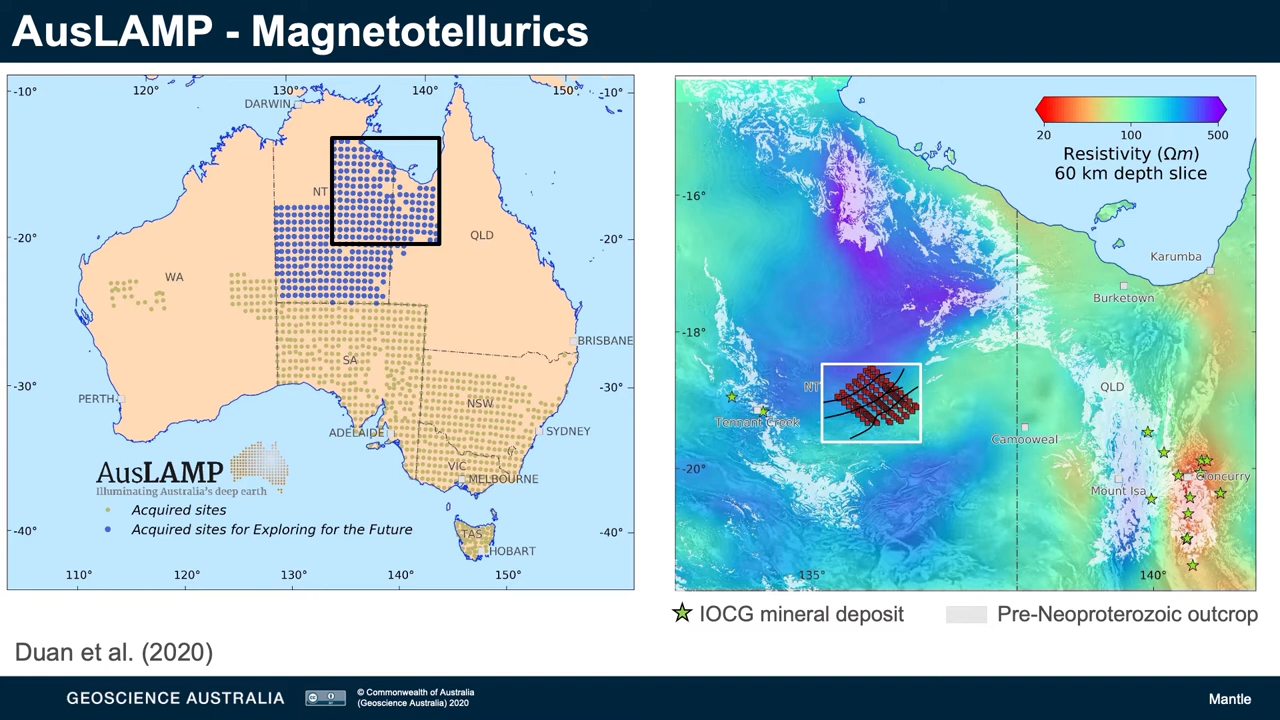 AusLAMP - Magnetotellurics
120° 130° 140° 150°
-10° -10°
DARWIN
NT
QLD
-20° -20°
WA
BRISBANE
SA
-30° -30°
PERTH
NSW
ADELAIDE
SYDNEY
VIC
MELBOURNE
AusLAMP
Illuminating Australia's deep earth
Acquired sites
Acquired sites for Exploring for the Future
-40° -40°
TAS
HOBART
110° 120° 130° 140° 150°
20 100 500
Resistivity (Ωm)
60 km depth slice
-16°
Karumba
Burketown
-18°
NT
QLD
Tennant Creek
Camooweal
-20°
Cloncurry
Mount Isa
135° 140°
IOCG mineral deposit
Pre-Neoproterozoic outcrop
Duan et al. (2020)
GEOSCIENCE AUSTRALIA
© Commonwealth of Australia
(Geoscience Australia) 2020
Mantle